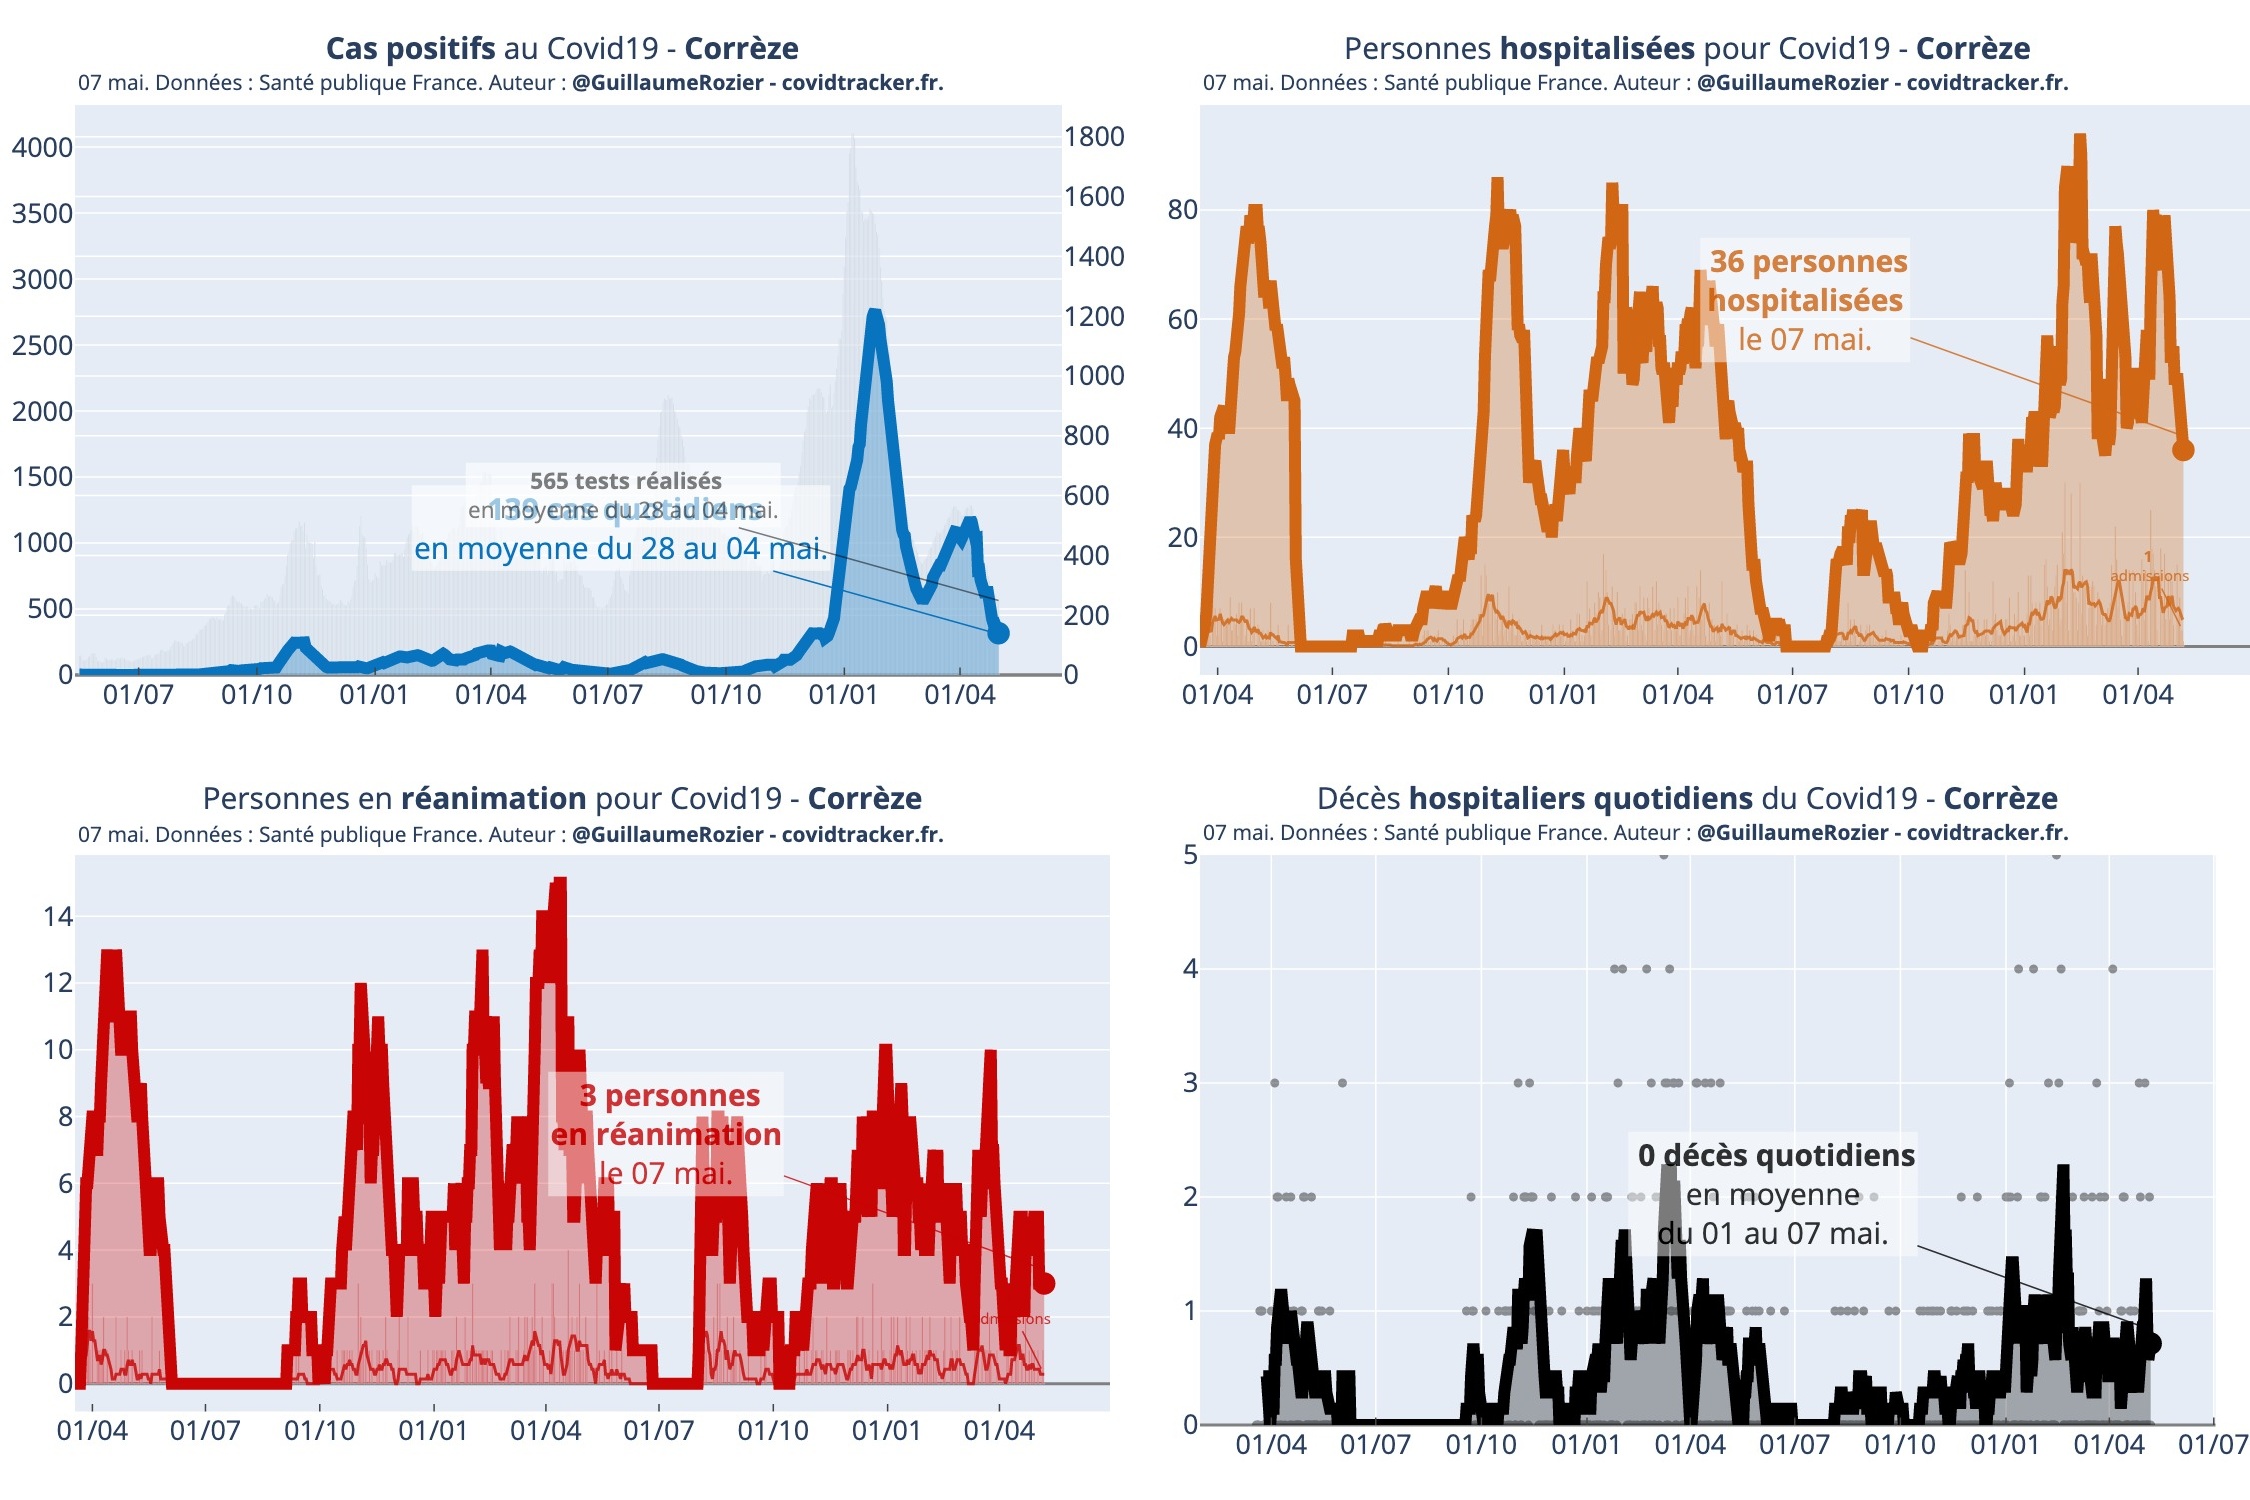 Cas positifs au Covid19 - Corrèze
07 mai. Données : Santé publique France. Auteur : @GuillaumeRozier - covidtracker.fr.
4000
3500
3000
2500
2000
1500
1000
500
0
1800
1600
1400
1200
1000
800
600
400
200
0
565 tests réalisés
en moyenne du 28 au 04 mai.
139 cas quotidiens
en moyenne du 28 au 04 mai.
01/07 01/10 01/01 01/04 01/07 01/10 01/01 01/04
Personnes hospitalisées pour Covid19 - Corrèze
07 mai. Données : Santé publique France. Auteur : @GuillaumeRozier - covidtracker.fr.
80
60
40
20
0
36 personnes
hospitalisées
le 07 mai.
1
admissions
01/04 01/07 01/10 01/01 01/04 01/07 01/10 01/01 01/04
Personnes en réanimation pour Covid19 - Corrèze
07 mai. Données : Santé publique France. Auteur : @GuillaumeRozier - covidtracker.fr.
14
12
10
8
6
4
2
0
3 personnes
en réanimation
le 07 mai.
admissions
01/04 01/07 01/10 01/01 01/04 01/07 01/10 01/01 01/04
Décès hospitaliers quotidiens du Covid19 - Corrèze
07 mai. Données : Santé publique France. Auteur : @GuillaumeRozier - covidtracker.fr.
5
4
3
2
1
0
0 décès quotidiens
en moyenne
du 01 au 07 mai.
01/04 01/07 01/10 01/01 01/04 01/07 01/10 01/01 01/04 01/07